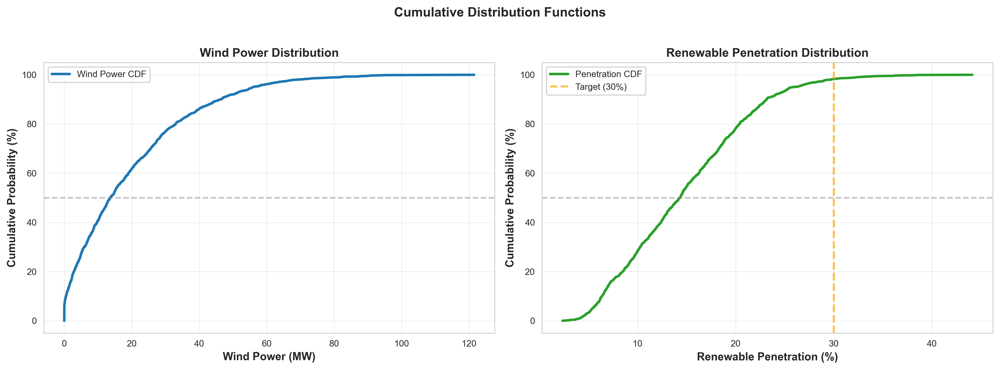 Cumulative Distribution Functions
Wind Power Distribution
Wind Power CDF
100
80
60
40
20
0
Cumulative Probability (%)
0 20 40 60 80 100 120
Wind Power (MW)
Renewable Penetration Distribution
Penetration CDF
Target (30%)
100
80
60
40
20
0
Cumulative Probability (%)
10 20 30 40
Renewable Penetration (%)